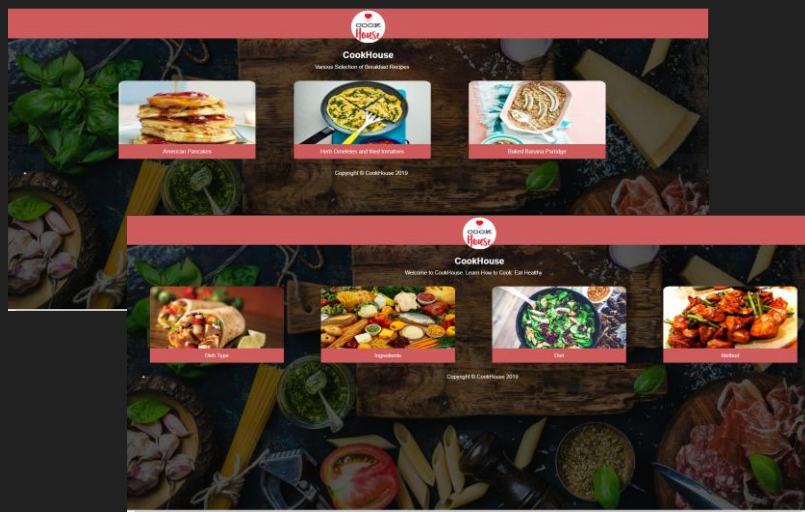 COOK
House
CookHouse
Various Selection of Breakfast Recipes
American Pancakes
Herb Omeletes and fried tomatoes
Baked Banana Porridge
Copyright © CookHouse 2019
COOK
House
CookHouse
Welcome to CookHouse. Learn How to Cook. Eat Healthy
Dish Type
Ingredients
Diet
Method
Copyright © CookHouse 2019